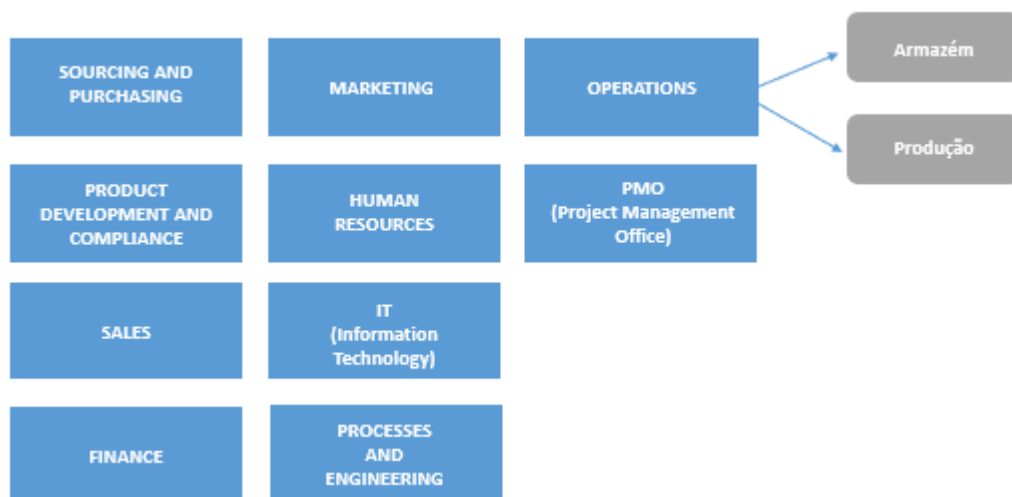 SOURCING AND
PURCHASING
MARKETING
OPERATIONS
Armazém
Produção
PRODUCT
DEVELOPMENT AND
COMPLIANCE
HUMAN
RESOURCES
PMO
(Project Management
Office)
SALES
IT
(Information
Technology)
FINANCE
PROCESSES
AND
ENGINEERING